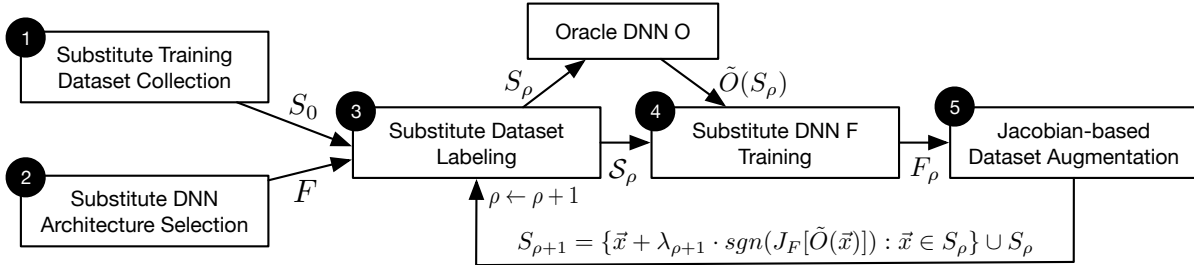 1
Substitute Training
Dataset Collection
2
Substitute DNN
Architecture Selection
S₀
F
3
Substitute Dataset
Labeling
S_ρ
Oracle DNN O
Õ(S_ρ)
𝒮_ρ
4
Substitute DNN F
Training
F_ρ
5
Jacobian-based
Dataset Augmentation
ρ ← ρ + 1
S_{ρ+1} = {x⃗ + λ_{ρ+1} · sgn(J_F[Õ(x⃗)]) : x⃗ ∈ S_ρ} ∪ S_ρ